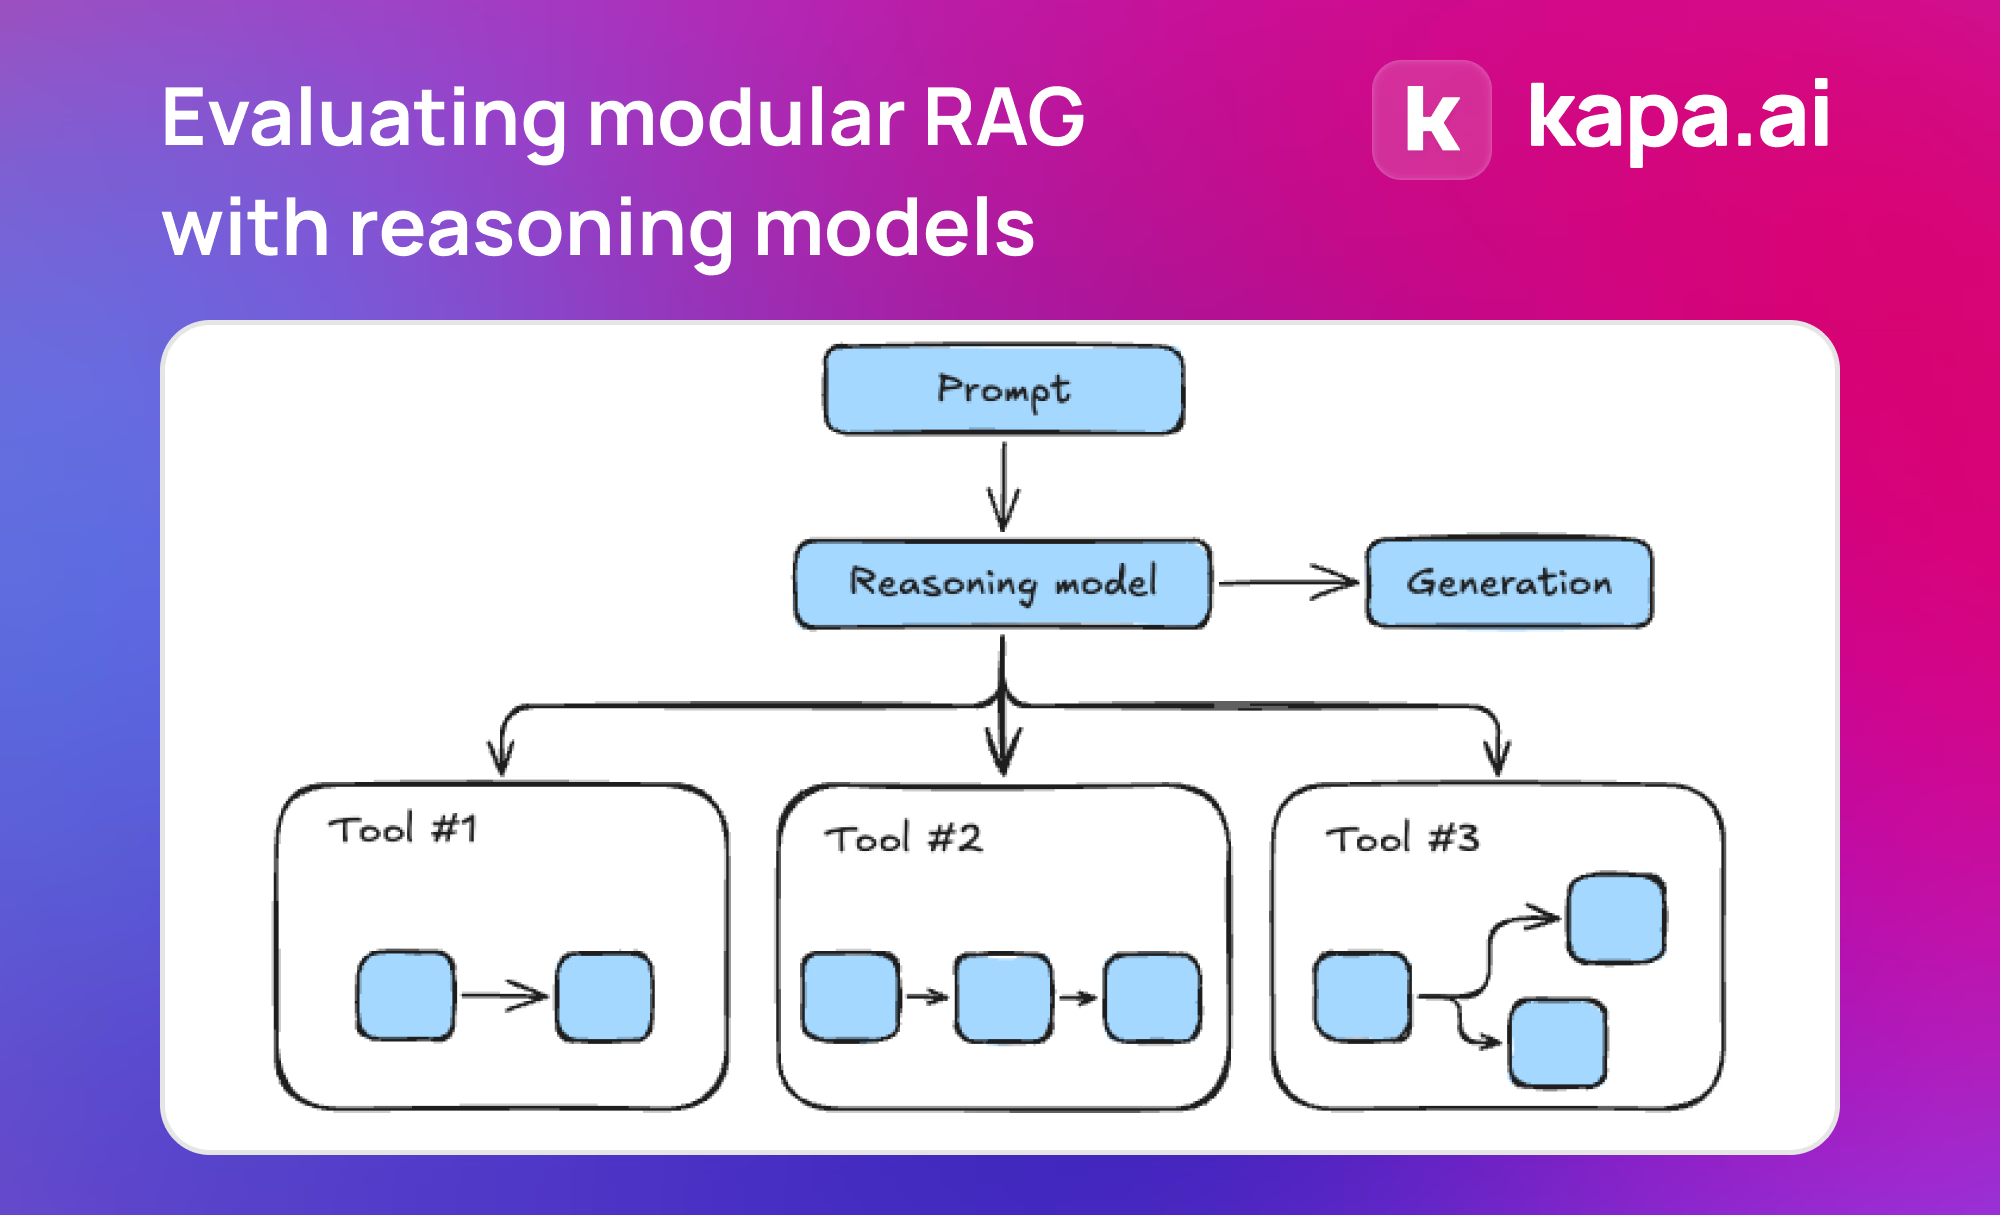 Evaluating modular RAG
with reasoning models
k kapa.ai
Prompt
Reasoning model
Generation
Tool #1
Tool #2
Tool #3